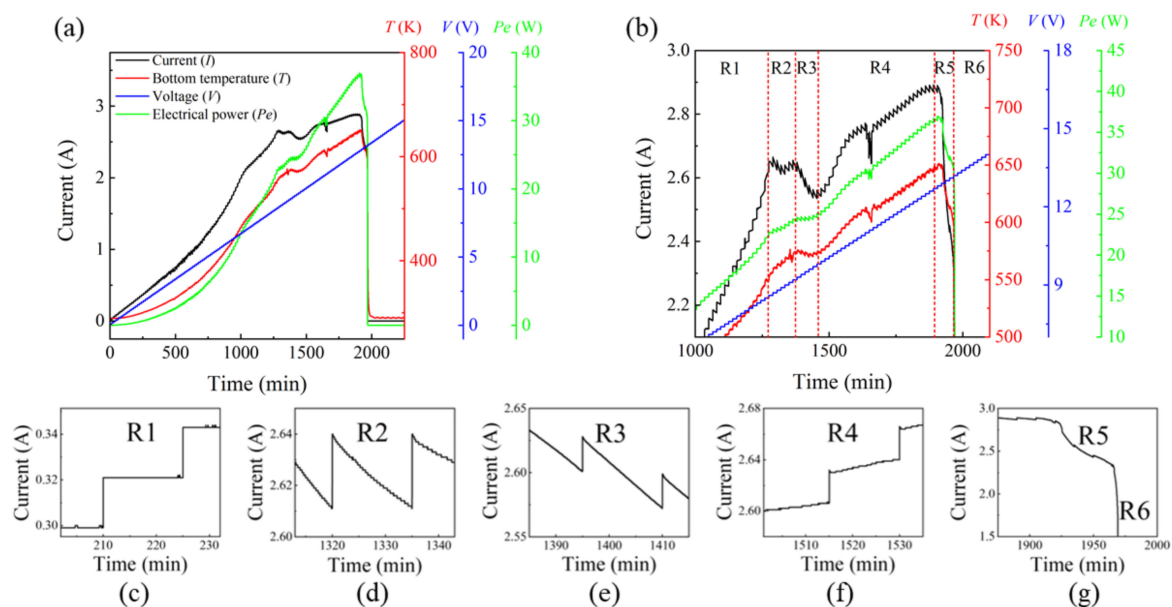 (a)
T (K) V (V) Pe (W)
800 20 40
Current (I)
Bottom temperature (T)
Voltage (V)
Electrical power (Pe)
3 15 30
600
2 10 20
1 400 5 10
0 0 0
Current (A)
0 500 1000 1500 2000
Time (min)
(b)
T (K) V (V) Pe (W)
3.0 750 18 45
R1 R2 R3 R4 R5 R6
2.8 700 15 40
35
2.6 650 30
600 12 25
2.4
550 9 20
2.2 15
500 10
Current (A)
1000 1500 2000
Time (min)
0.34
0.32
0.30
Current (A)
R1
210 220 230
Time (min)
(c)
2.64
2.62
2.60
Current (A)
R2
1320 1330 1340
Time (min)
(d)
2.65
2.60
2.55
Current (A)
R3
1395 1400 1410
Time (min)
(e)
2.68
2.64
2.60
Current (A)
R4
1510 1520 1530
Time (min)
(f)
3.0
2.5
2.0
1.5
Current (A)
R5
R6
1900 1950 2000
Time (min)
(g)